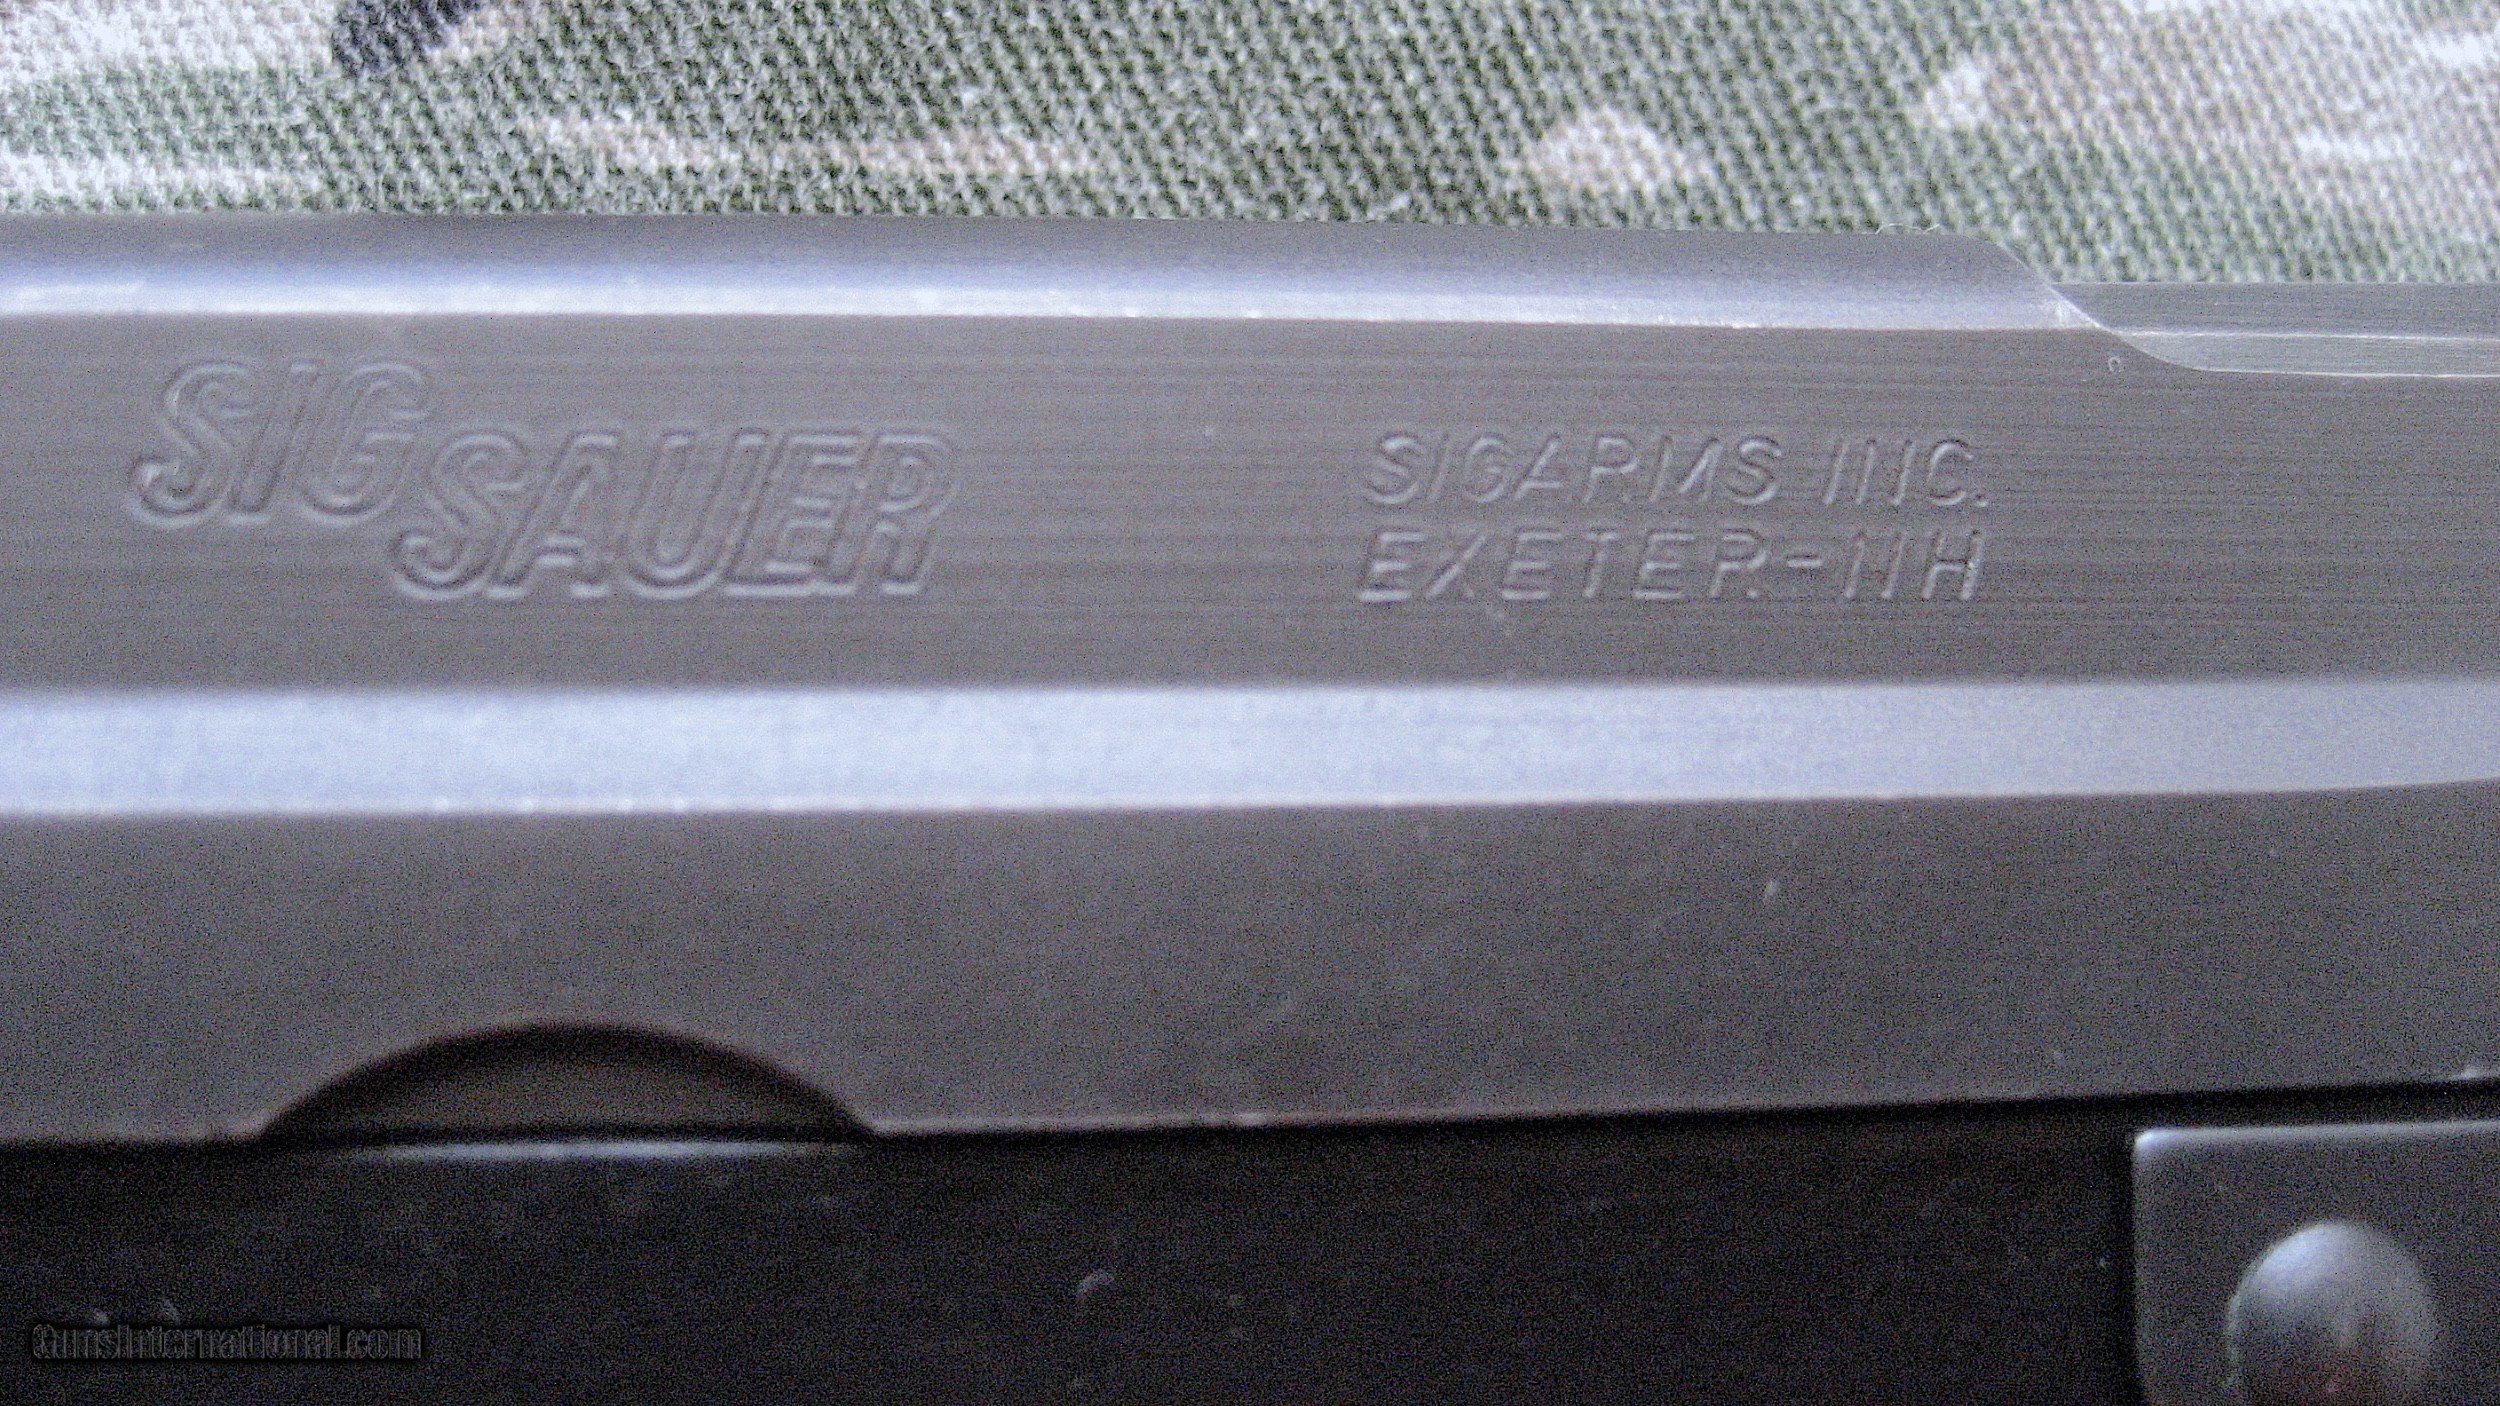 SIG SAUER
SIGARMS INC.
EXETER-NH
GunsInternational.com